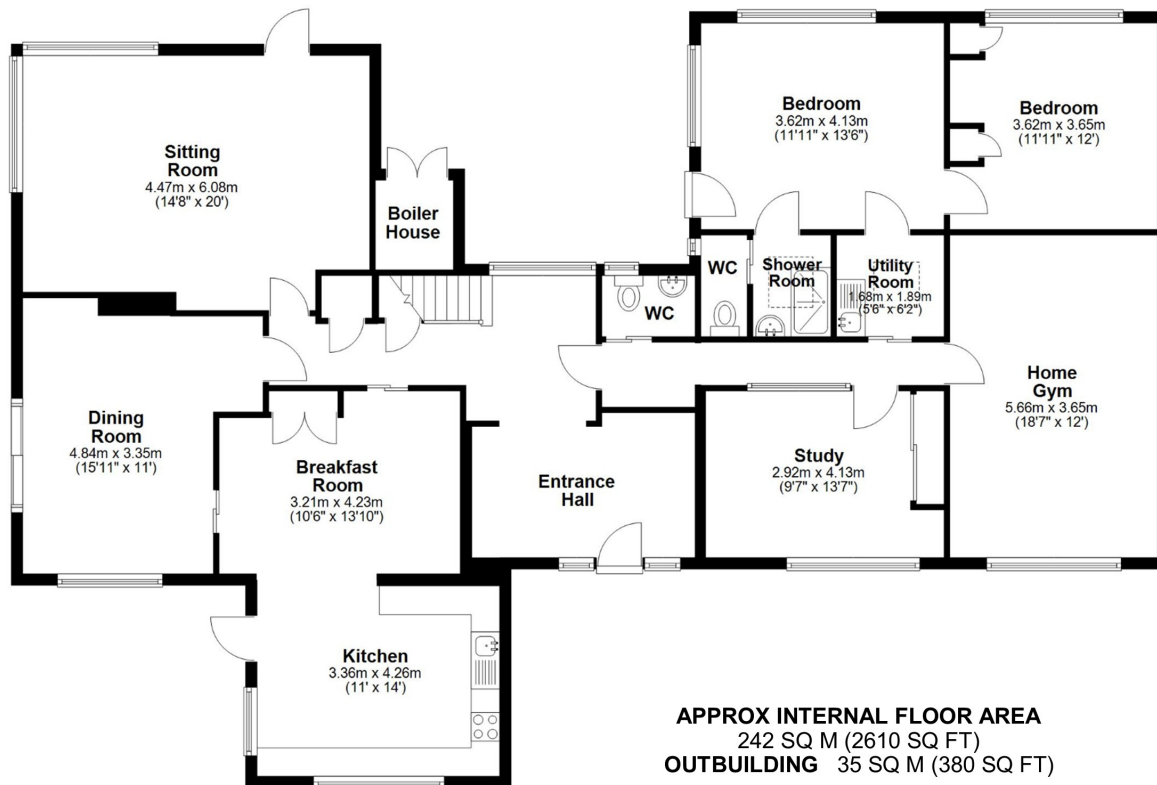 Sitting
Room
4.47m x 6.08m
(14'8" x 20')
Boiler
House
Bedroom
3.62m x 4.13m
(11'11" x 13'6")
Bedroom
3.62m x 3.65m
(11'11" x 12')
WC
Shower
Room
Utility
Room
1.68m x 1.89m
(5'6" x 6'2")
WC
Dining
Room
4.84m x 3.35m
(15'11" x 11')
Breakfast
Room
3.21m x 4.23m
(10'6" x 13'10")
Entrance
Hall
Study
2.92m x 4.13m
(9'7" x 13'7")
Home
Gym
5.66m x 3.65m
(18'7" x 12')
Kitchen
3.36m x 4.26m
(11' x 14')
APPROX INTERNAL FLOOR AREA
242 SQ M (2610 SQ FT)
OUTBUILDING 35 SQ M (380 SQ FT)